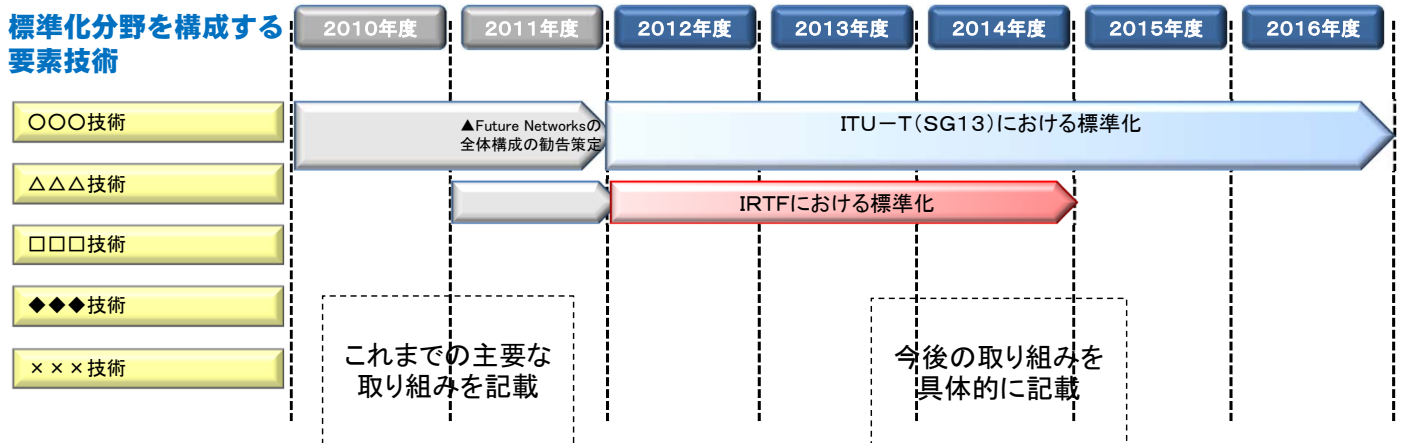 標準化分野を構成する
要素技術
2010年度
2011年度
2012年度
2013年度
2014年度
2015年度
2016年度
○○○技術
▲Future Networksの
全体構成の勧告策定
ITU－T(SG13)における標準化
△△△技術
IRTFにおける標準化
□□□技術
◆◆◆技術
×××技術
これまでの主要な
取り組みを記載
今後の取り組みを
具体的に記載